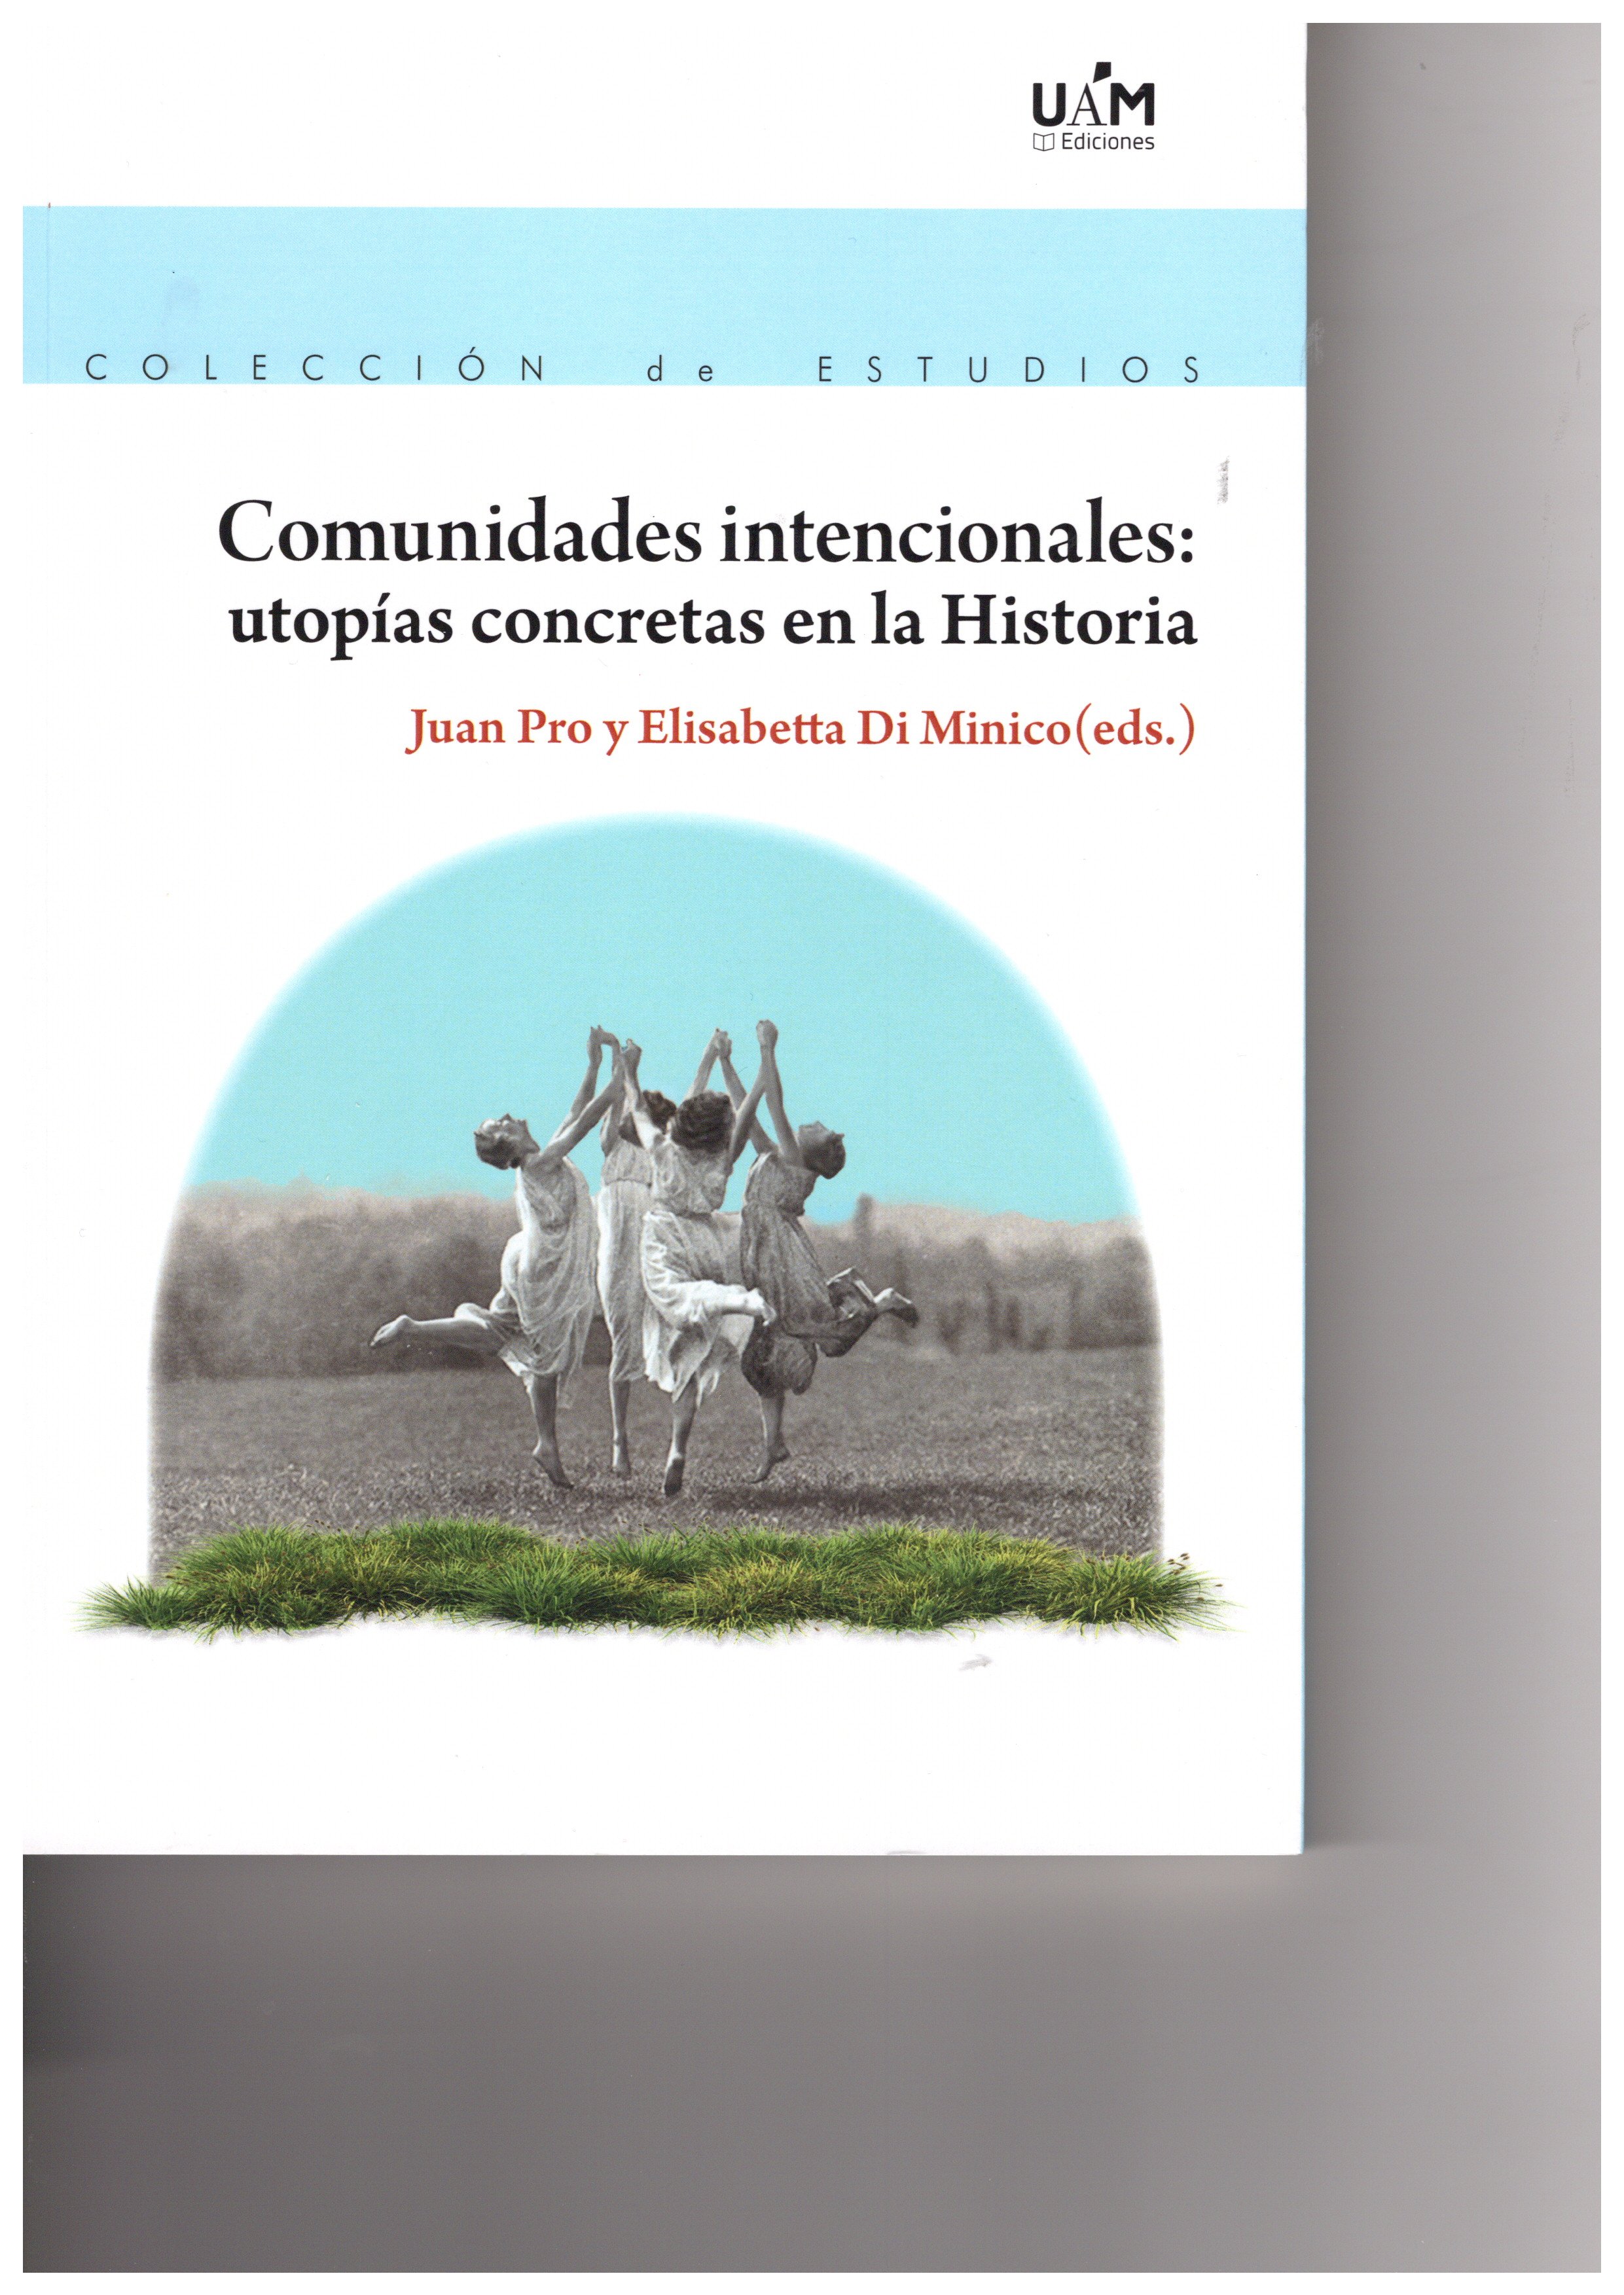 UAM
Ediciones
COLECCIÓN de ESTUDIOS
Comunidades intencionales:
utopías concretas en la Historia
Juan Pro y Elisabetta Di Minico (eds.)